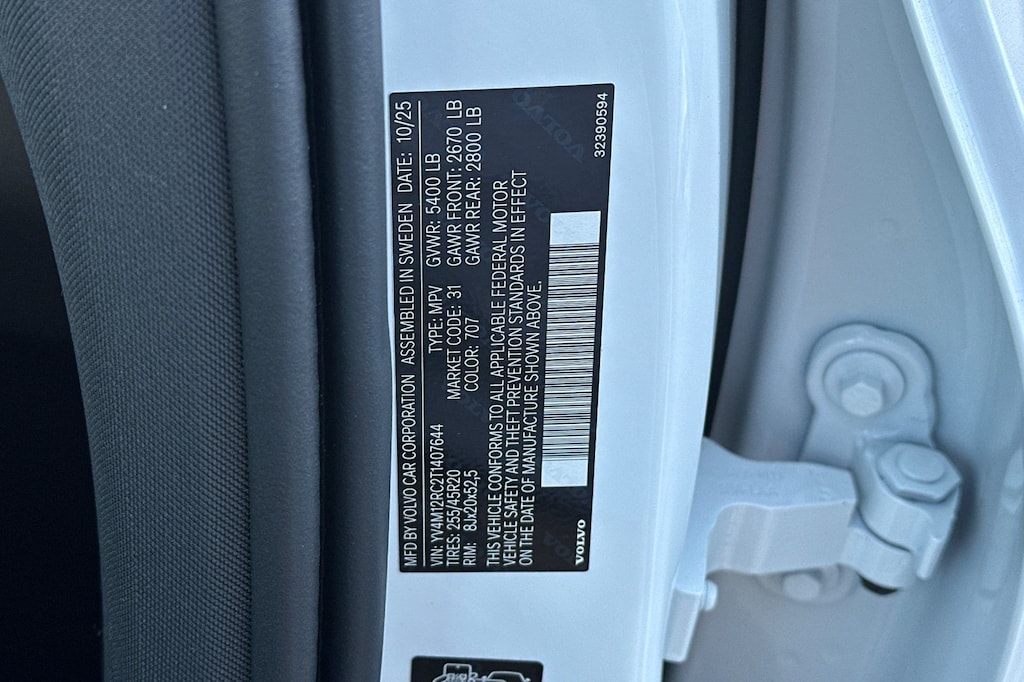 MFD BY VOLVO CAR CORPORATION ASSEMBLED IN SWEDEN DATE: 10/25
VIN: YV4M12RC2T1407644 TYPE: MPV GVWR: 5400 LB
TIRES: 255/45R20 MARKET CODE: 31 GAWR FRONT: 2670 LB
RIM: 8Jx20x52,5 COLOR: 707 GAWR REAR: 2800 LB
THIS VEHICLE CONFORMS TO ALL APPLICABLE FEDERAL MOTOR
VEHICLE SAFETY AND THEFT PREVENTION STANDARDS IN EFFECT
ON THE DATE OF MANUFACTURE SHOWN ABOVE.
VOLVO
32390594